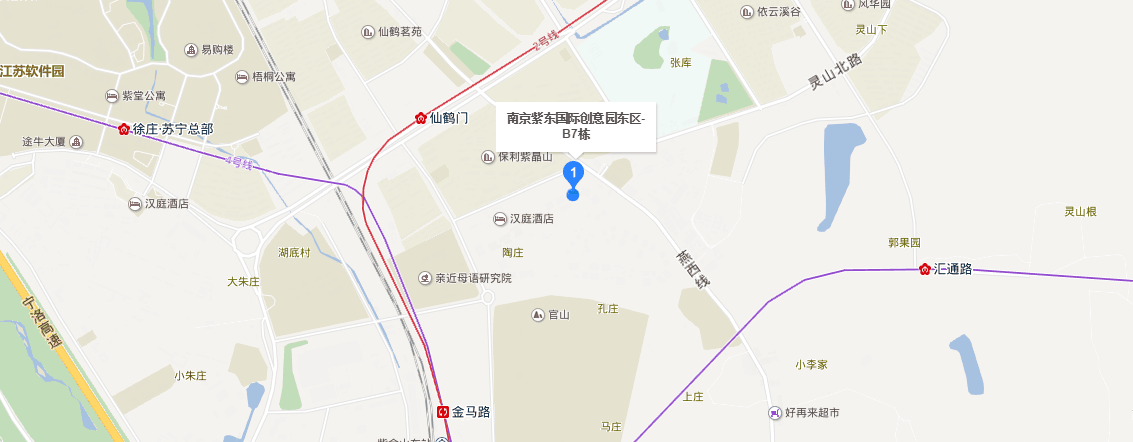 风华园
依云溪谷
灵山下
仙鹤茗苑
2号线
易购楼
张库
江苏软件园
梧桐公寓
灵山北路
紫堂公寓
仙鹤门
南京紫东国际创意园东区-
B7栋
徐庄·苏宁总部
途牛大厦
4号线
保利紫晶山
1
汉庭酒店
汉庭酒店
灵山根
郭果园
湖底村
陶庄
燕西线
汇通路
大朱庄
亲近母语研究院
宁洛高速
官山
孔庄
小朱庄
小李家
上庄
金马路
好再来超市
马庄
紫金山东站